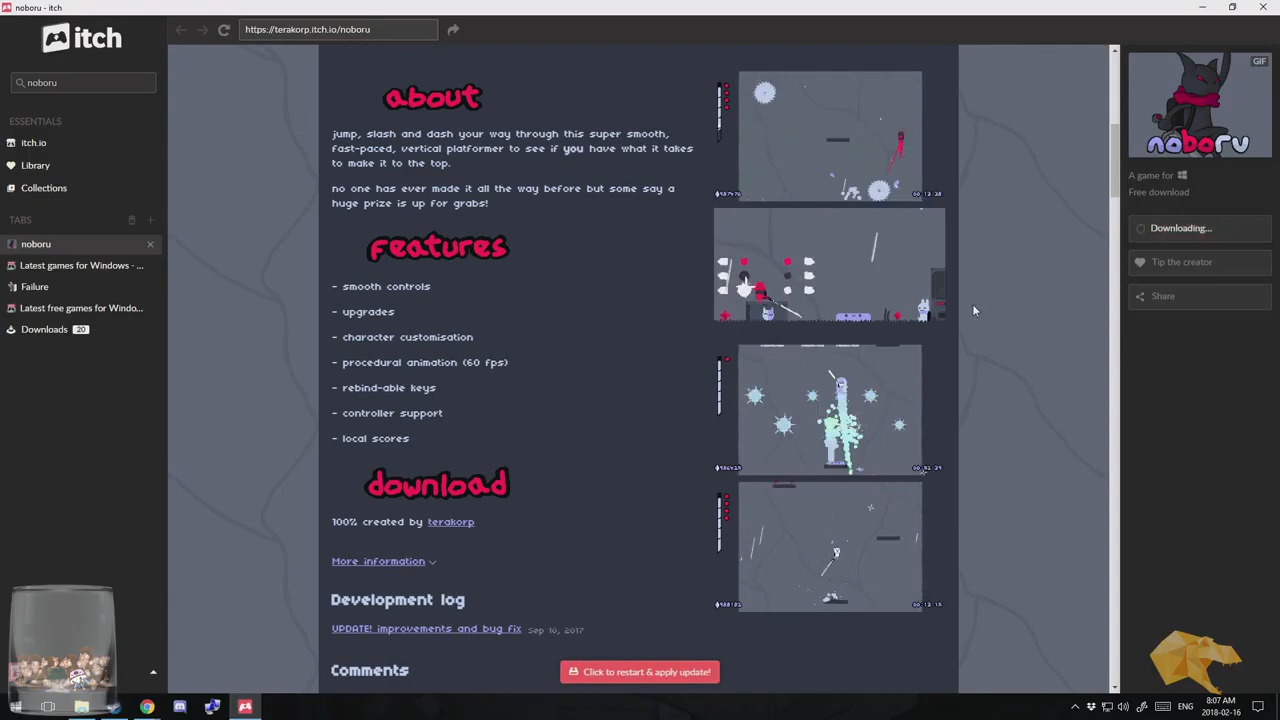 noboru - itch
itch
https://terakorp.itch.io/noboru
noboru
ESSENTIALS
itch.io
Library
Collections
TABS
noboru
Latest games for Windows - ...
Failure
Latest free games for Windo...
Downloads 20
about
jump, slash and dash your way through this super smooth,
fast-paced, vertical platformer to see if you have what it takes
to make it to the top.
no one has ever made it all the way before but some say a
huge prize is up for grabs!
features
- smooth controls
- upgrades
- character customisation
- procedural animation (60 fps)
- rebind-able keys
- controller support
- local scores
download
100% created by terakorp
More information
Development log
UPDATE! improvements and bug fix Sep 10, 2017
Comments
Click to restart & apply update!
GIF
noboru
A game for
Free download
Downloading...
Tip the creator
Share
ENG
8:07 AM
2018-02-16